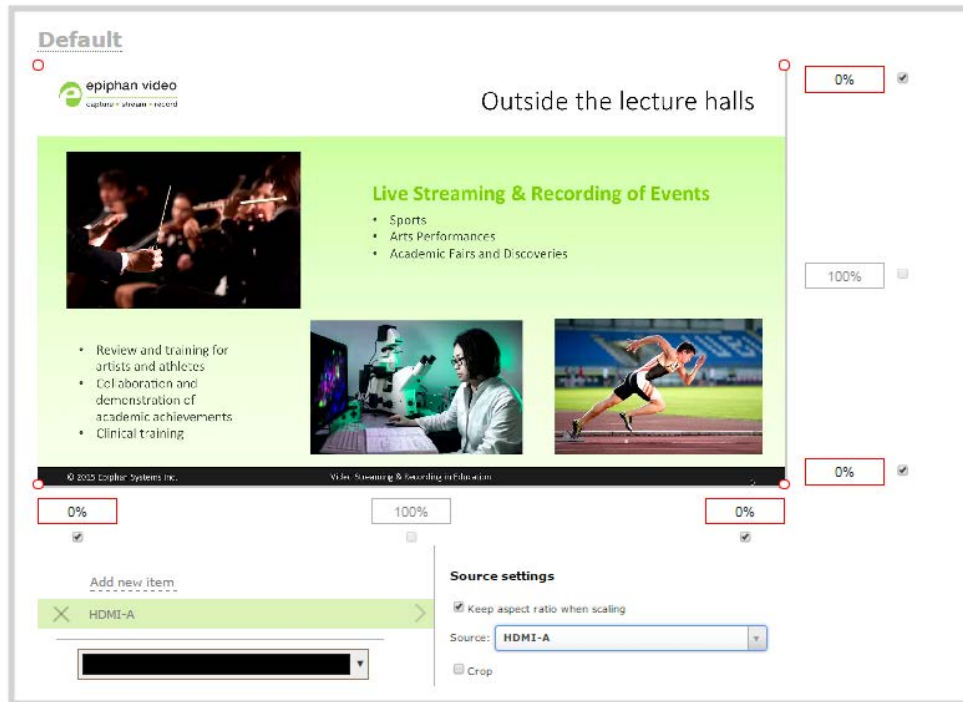 Default
epiphan video
capture • stream • record
Outside the lecture halls
0%
Live Streaming & Recording of Events
• Sports
• Arts Performances
• Academic Fairs and Discoveries
100%
• Review and training for
artists and athletes
• Collaboration and
demonstration of
academic achievements
• Clinical training
© 2015 Epiphan Systems Inc.
Video Streaming & Recording in Education
0%
0%
100%
0%
Add new item
HDMI-A
Source settings
Keep aspect ratio when scaling
Source: HDMI-A
Crop